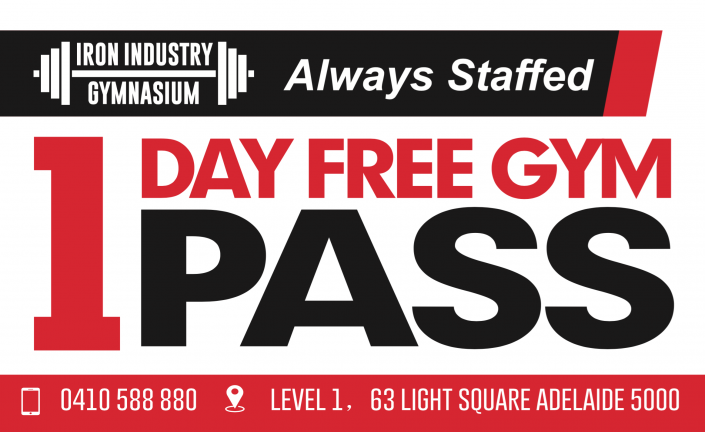 IRON INDUSTRY
GYMNASIUM
Always Staffed
1 DAY FREE GYM
PASS
0410 588 880 LEVEL 1, 63 LIGHT SQUARE ADELAIDE 5000